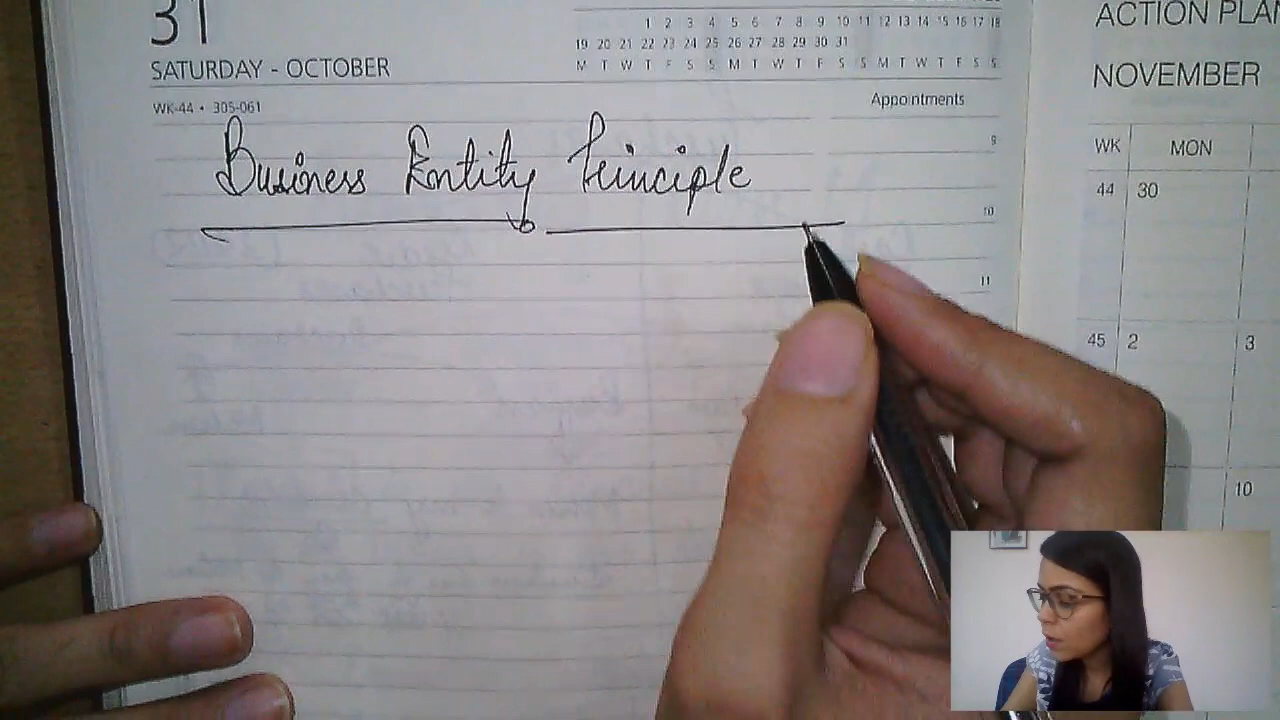 31
1 2 3 4 5 6 7 8 9 10 11 12 13 14 15 16 17 18
19 20 21 22 23 24 25 26 27 28 29 30 31
M T W T F S S M T W T F S S M T W T F S S
SATURDAY - OCTOBER
WK-44 • 305-061
Appointments
Business Entity Principle
9
10
11
ACTION PLAN
NOVEMBER
WK MON
44 30
45 2 3
10